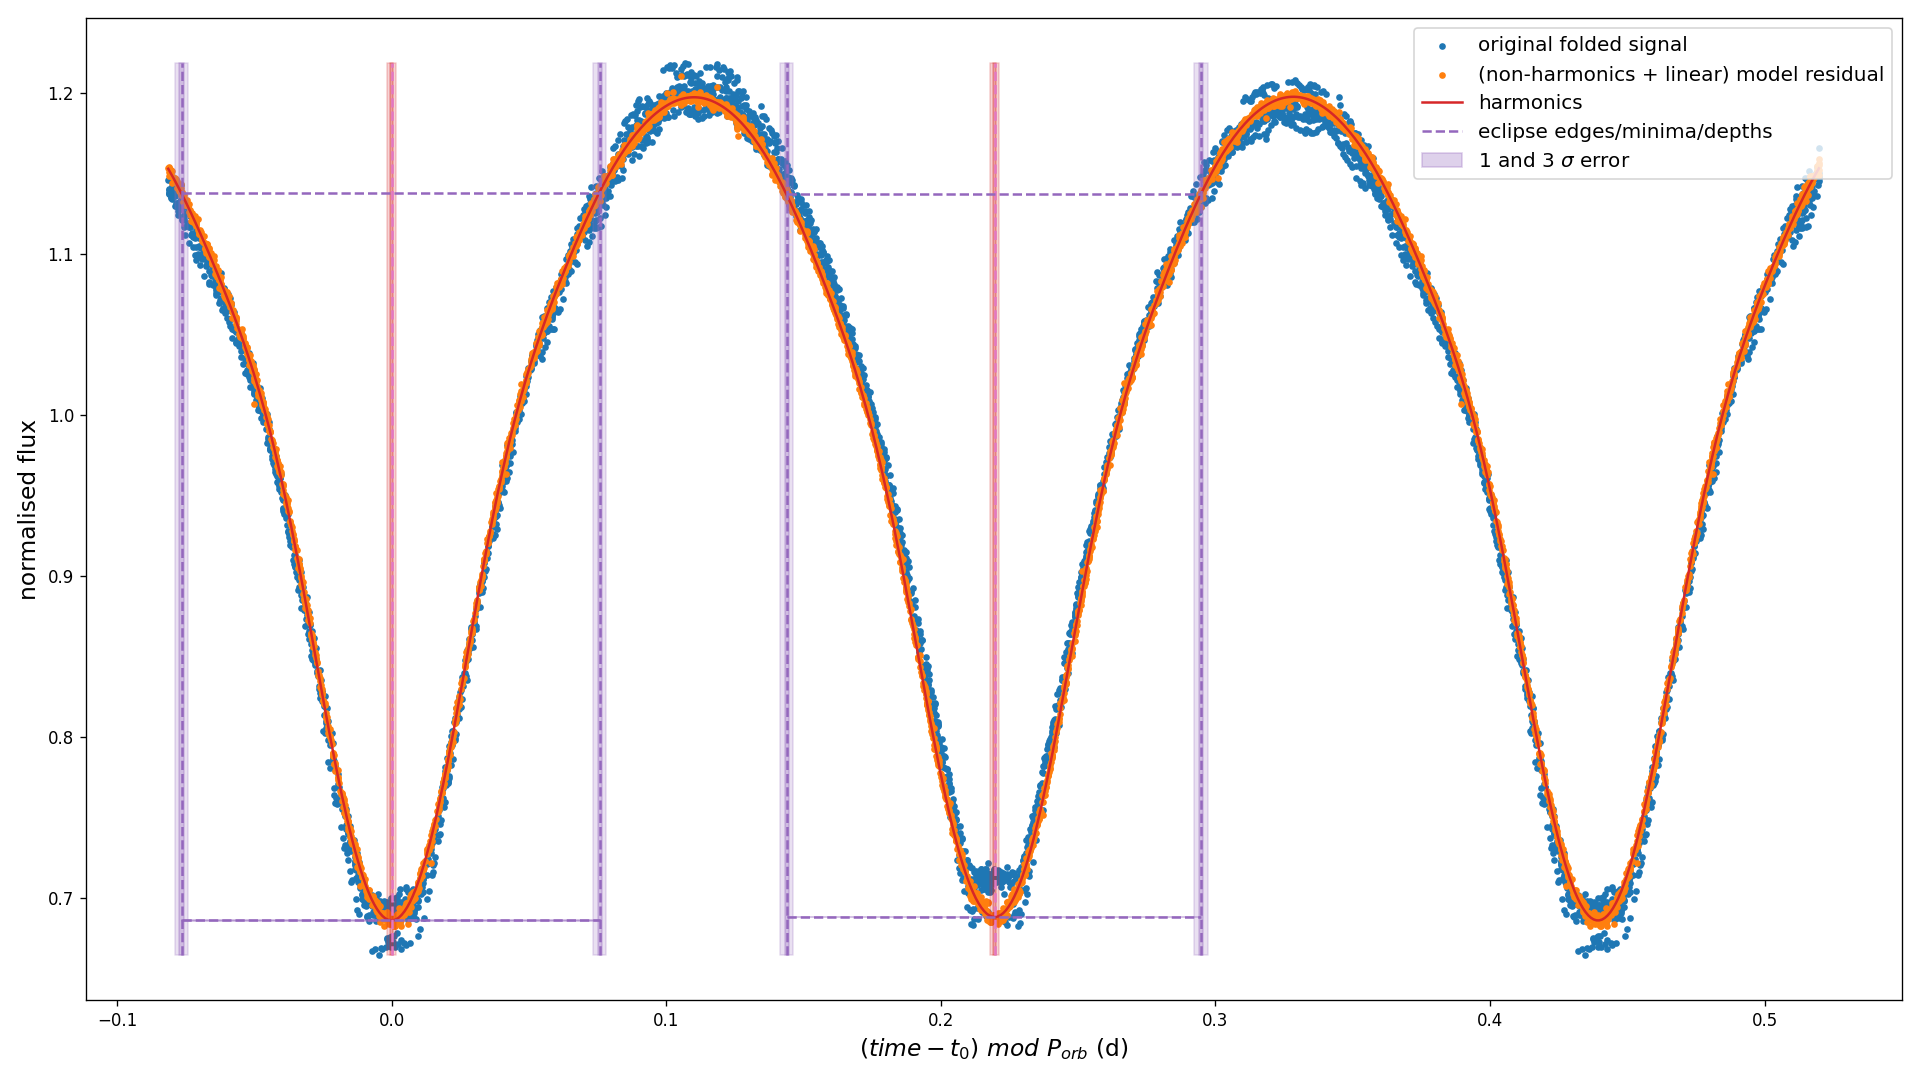 original folded signal
(non-harmonics + linear) model residual
harmonics
eclipse edges/minima/depths
1 and 3 σ error
normalised flux
1.2
1.1
1.0
0.9
0.8
0.7
−0.1 0.0 0.1 0.2 0.3 0.4 0.5
(time − t₀) mod Pₒᵣᵦ (d)